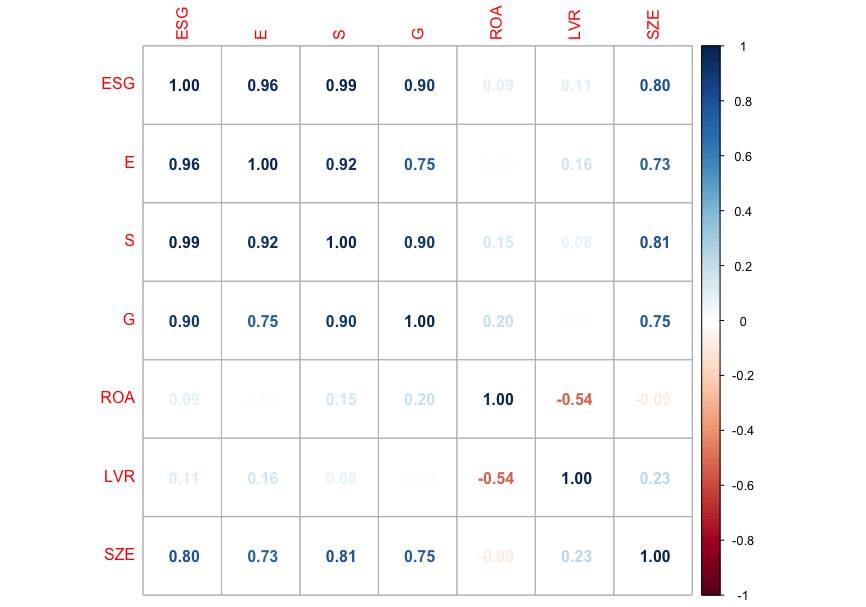 ESG E S G ROA LVR SZE
1
ESG 1.00 0.96 0.99 0.90 0.09 0.11 0.80
0.8
E 0.96 1.00 0.92 0.75 0.16 0.73
0.6
S 0.99 0.92 1.00 0.90 0.15 0.08 0.81
0.4
0.2
G 0.90 0.75 0.90 1.00 0.20 0.75
0
-0.2
ROA 0.09 0.15 0.20 1.00 -0.54 -0.09
-0.4
LVR 0.11 0.16 0.08 -0.54 1.00 0.23
-0.6
-0.8
SZE 0.80 0.73 0.81 0.75 -0.09 0.23 1.00
-1